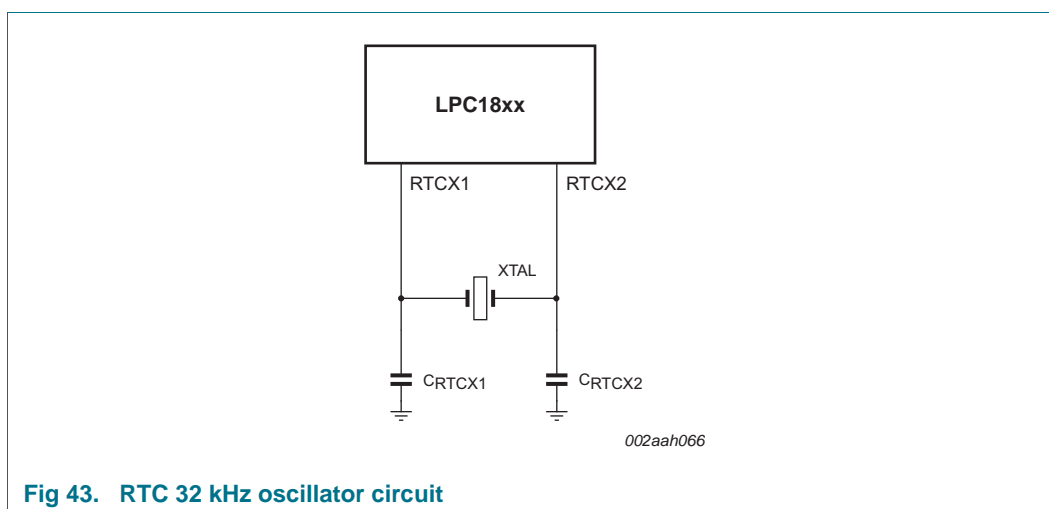 LPC18xx
RTCX1 RTCX2
XTAL
CRTCX1 CRTCX2
002aah066
Fig 43. RTC 32 kHz oscillator circuit